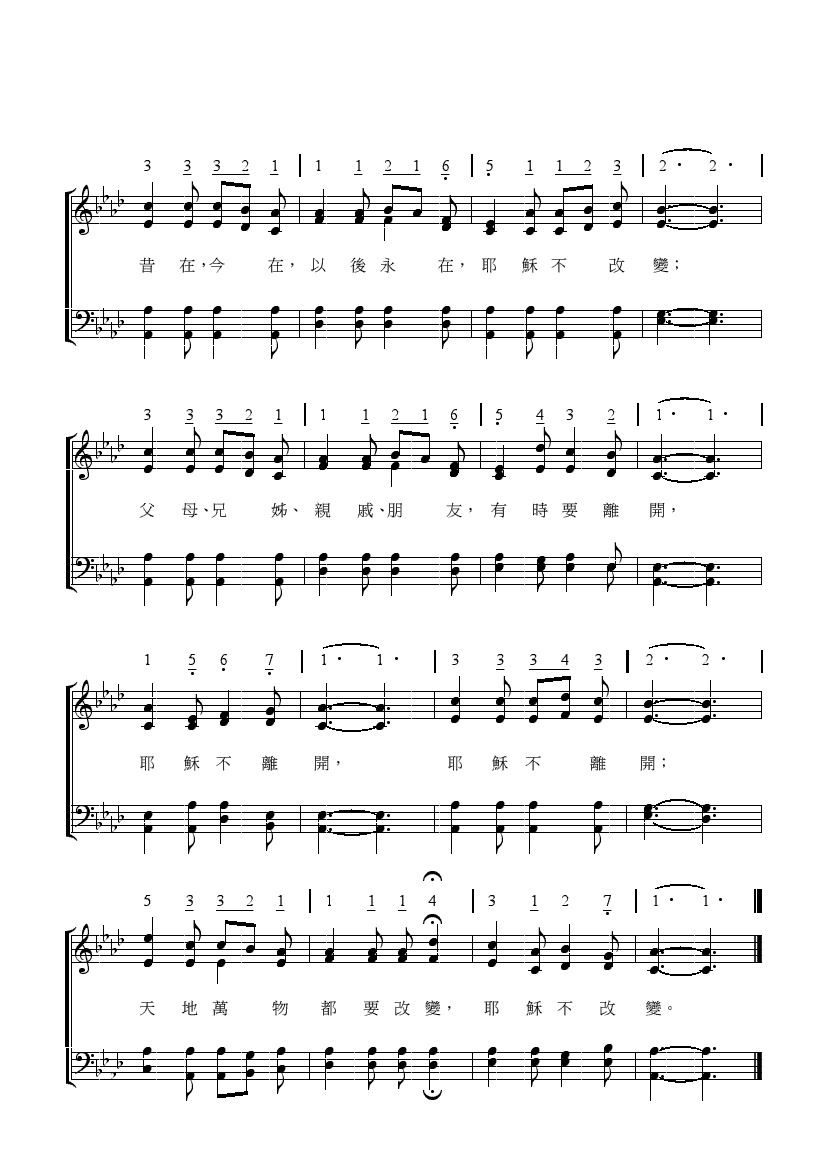 3 3 3 2 1 1 1 2 1 6 5 1 1 2 3 2· 2·
昔 在,今 在, 以 後 永 在, 耶 穌 不 改 變;
3 3 3 2 1 1 1 2 1 6 5 4 3 2 1· 1·
父 母、兄 姊、親 戚、朋 友, 有 時 要 離 開,
1 5 6 7 1· 1· 3 3 3 4 3 2· 2·
耶 穌 不 離 開, 耶 穌 不 離 開;
5 3 3 2 1 1 1 1 4 3 1 2 7 1· 1·
天 地 萬 物 都 要 改 變, 耶 穌 不 改 變。